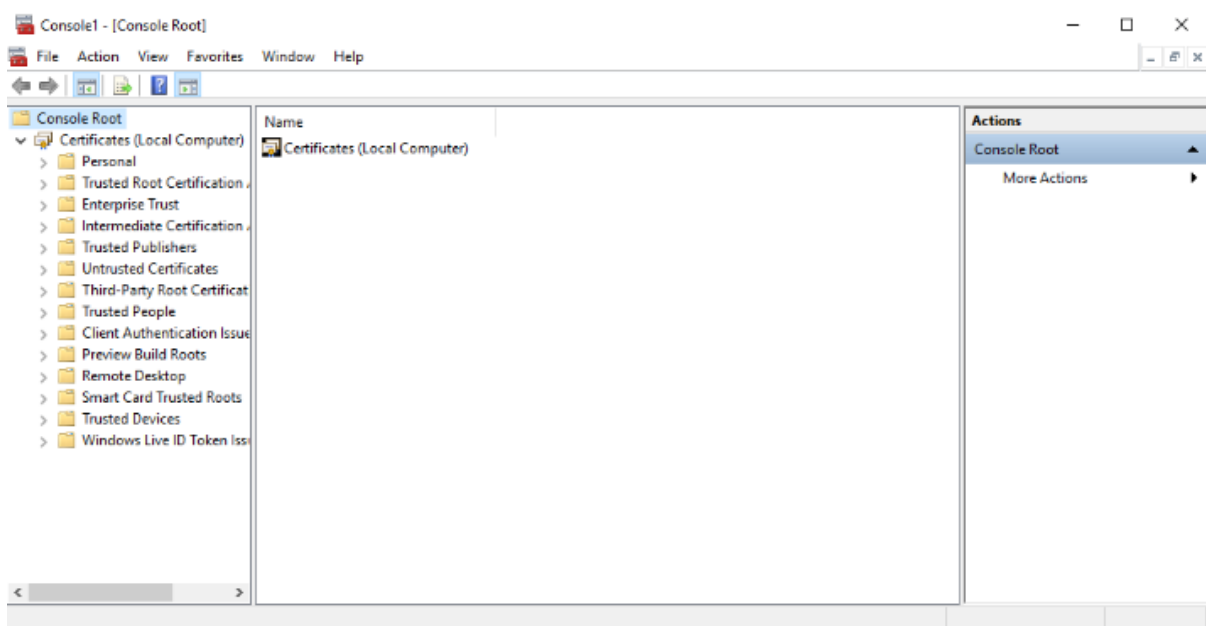 Console1 - [Console Root]
File Action View Favorites Window Help
Console Root
Certificates (Local Computer)
Personal
Trusted Root Certification
Enterprise Trust
Intermediate Certification
Trusted Publishers
Untrusted Certificates
Third-Party Root Certificat
Trusted People
Client Authentication Issue
Preview Build Roots
Remote Desktop
Smart Card Trusted Roots
Trusted Devices
Windows Live ID Token Iss
Name
Certificates (Local Computer)
Actions
Console Root
More Actions